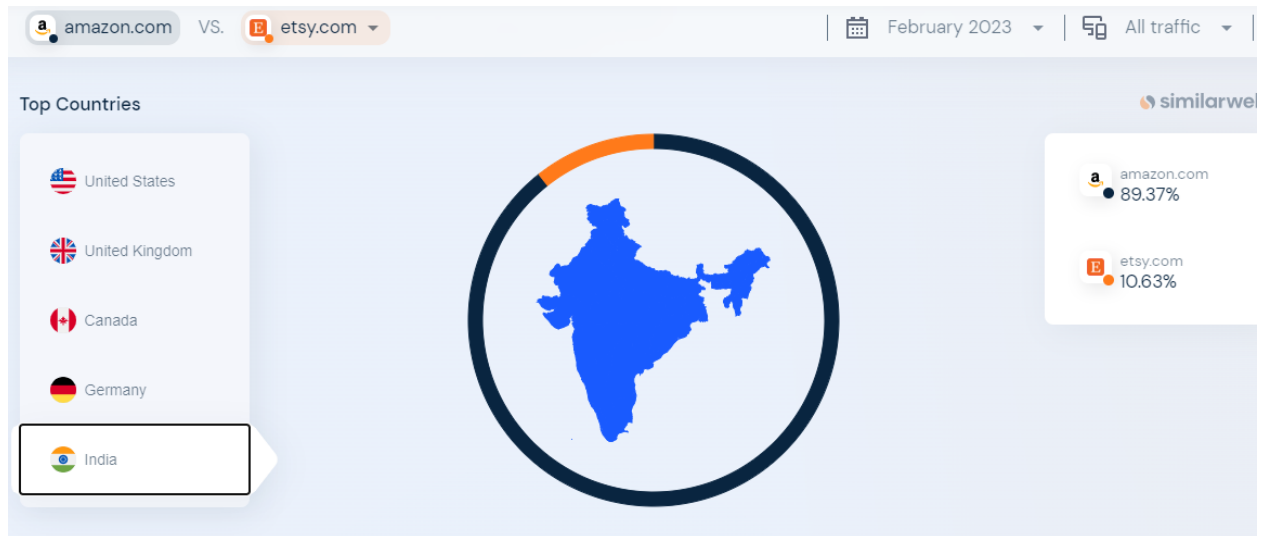 amazon.com VS. etsy.com February 2023 All traffic
Top Countries
similarwe
United States
United Kingdom
Canada
Germany
India
amazon.com
89.37%
etsy.com
10.63%